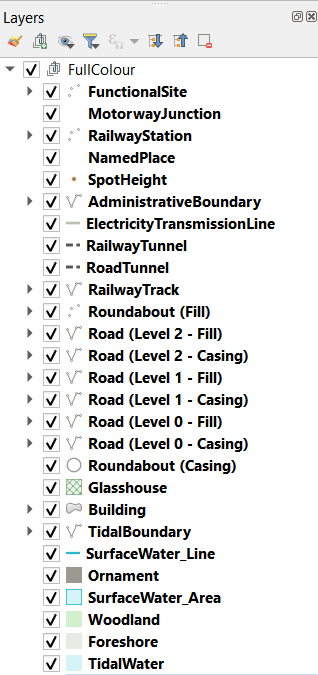 Layers
FullColour
FunctionalSite
MotorwayJunction
RailwayStation
NamedPlace
SpotHeight
AdministrativeBoundary
ElectricityTransmissionLine
RailwayTunnel
RoadTunnel
RailwayTrack
Roundabout (Fill)
Road (Level 2 - Fill)
Road (Level 2 - Casing)
Road (Level 1 - Fill)
Road (Level 1 - Casing)
Road (Level 0 - Fill)
Road (Level 0 - Casing)
Roundabout (Casing)
Glasshouse
Building
TidalBoundary
SurfaceWater_Line
Ornament
SurfaceWater_Area
Woodland
Foreshore
TidalWater